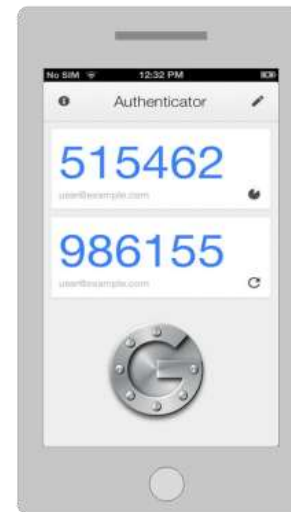 No SIM 12:32 PM
Authenticator
515462
user@example.com
986155
user@example.com